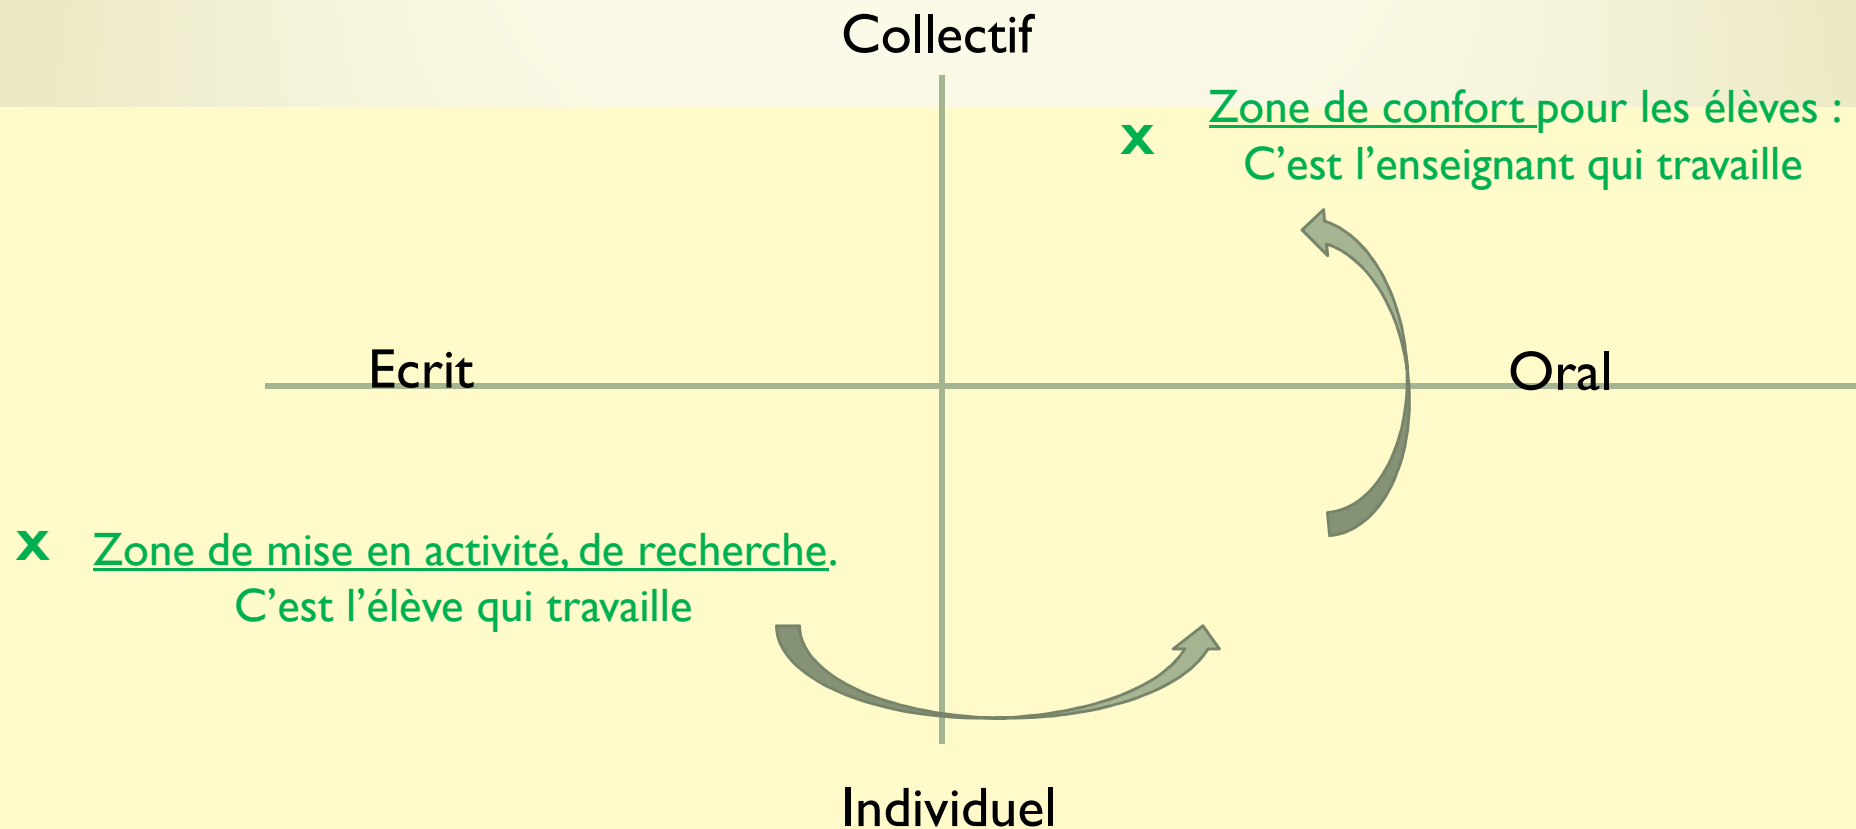 Collectif
x
Zone de confort pour les élèves :
C’est l’enseignant qui travaille
Ecrit
Oral
x
Zone de mise en activité, de recherche.
C’est l’élève qui travaille
Individuel